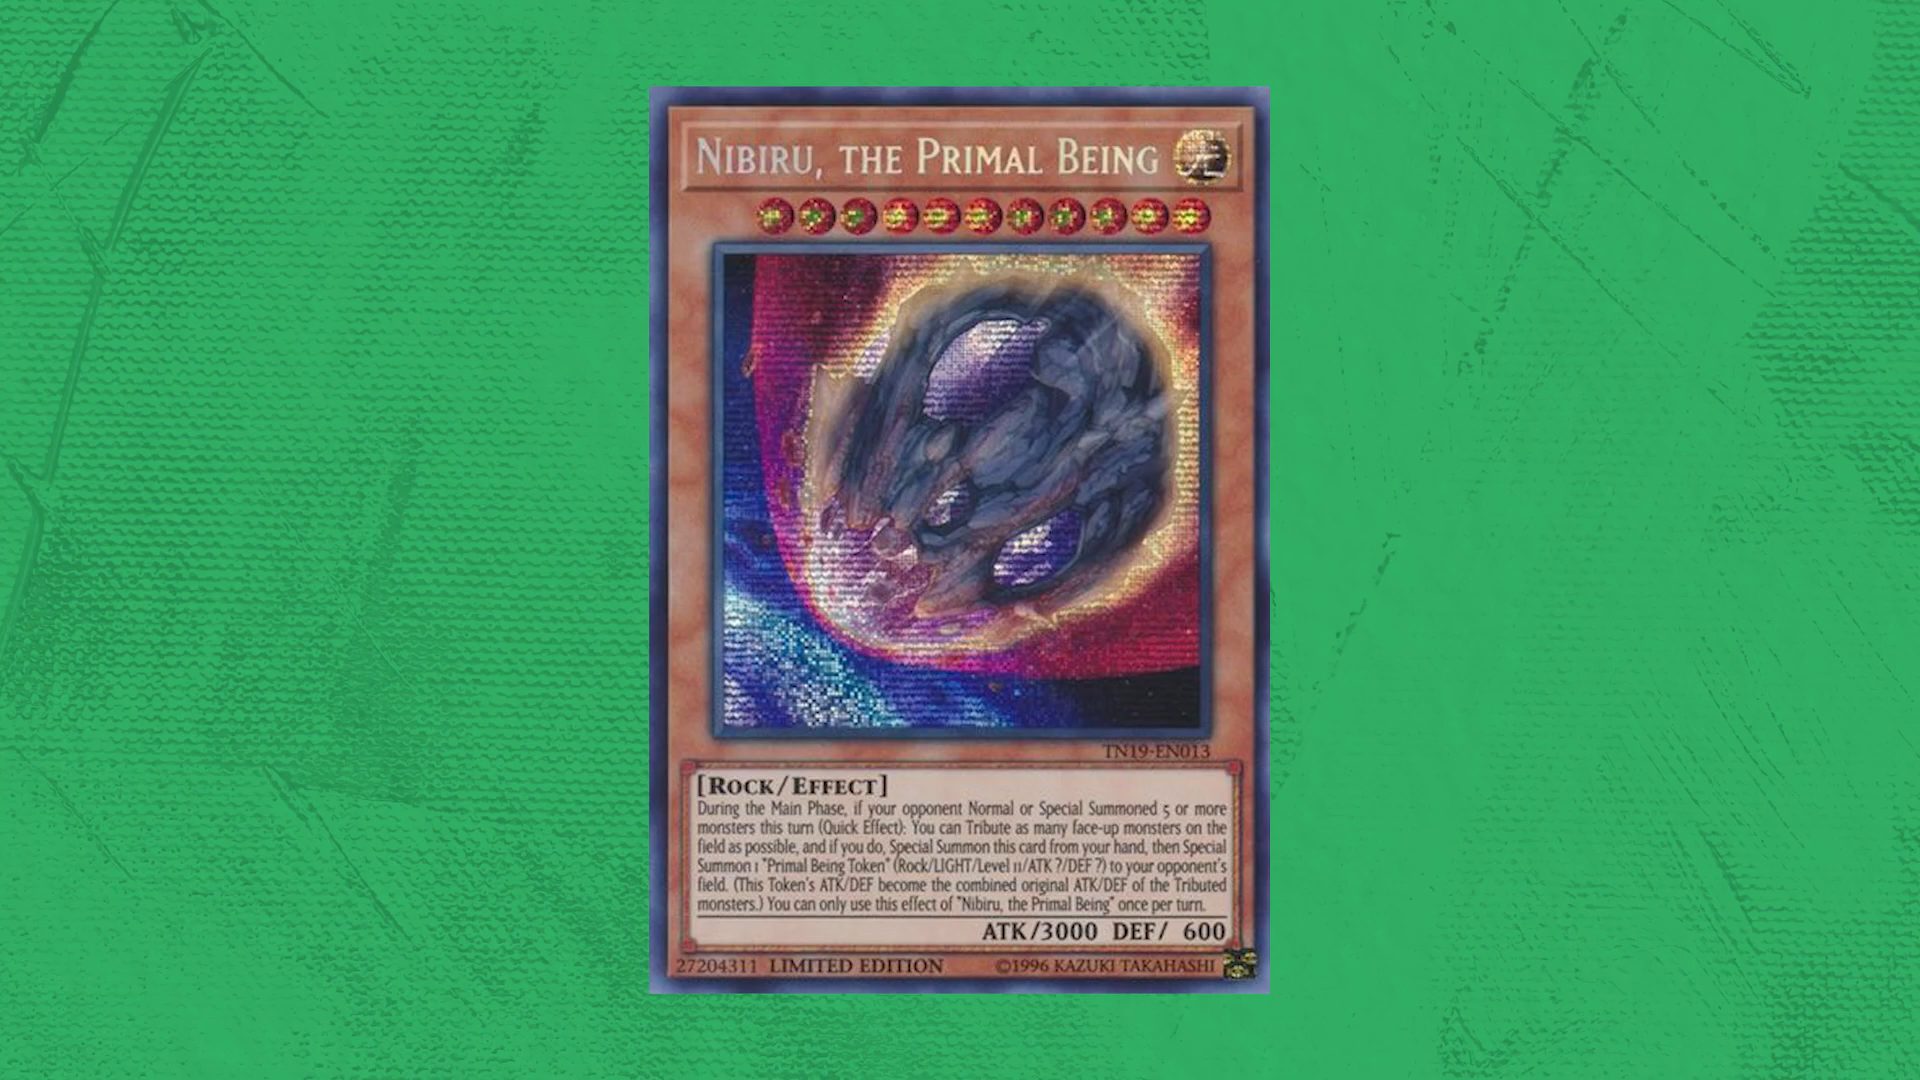 Nibiru, the Primal Being
TN19-EN013
[Rock/Effect]
During the Main Phase, if your opponent Normal or Special Summoned 5 or more
monsters this turn (Quick Effect): You can Tribute as many face-up monsters on the
field as possible, and if you do, Special Summon this card from your hand, then Special
Summon 1 "Primal Being Token" (Rock/LIGHT/Level 11/ATK ?/DEF ?) to your opponent's
field. (This Token's ATK/DEF become the combined original ATK/DEF of the Tributed
monsters.) You can only use this effect of "Nibiru, the Primal Being" once per turn.
ATK/3000 DEF/ 600
27204311 LIMITED EDITION ©1996 KAZUKI TAKAHASHI